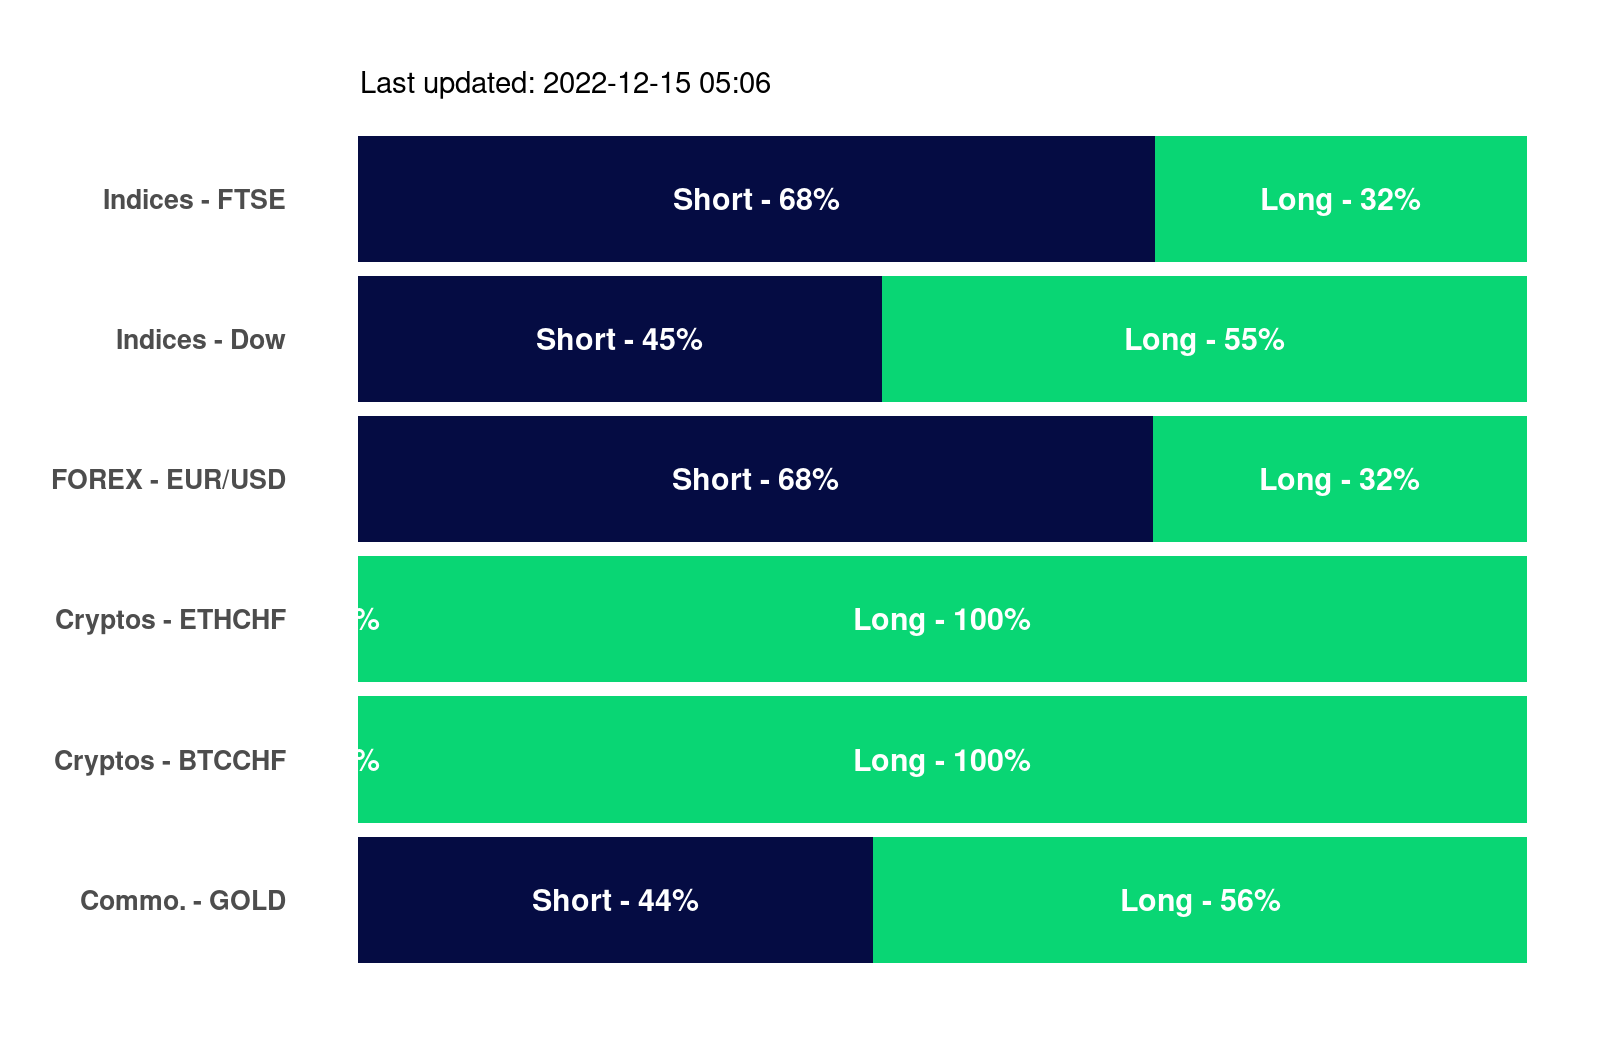 Last updated: 2022-12-15 05:06
Indices - FTSE Short - 68% Long - 32%
Indices - Dow Short - 45% Long - 55%
FOREX - EUR/USD Short - 68% Long - 32%
Cryptos - ETHCHF % Long - 100%
Cryptos - BTCCHF % Long - 100%
Commo. - GOLD Short - 44% Long - 56%